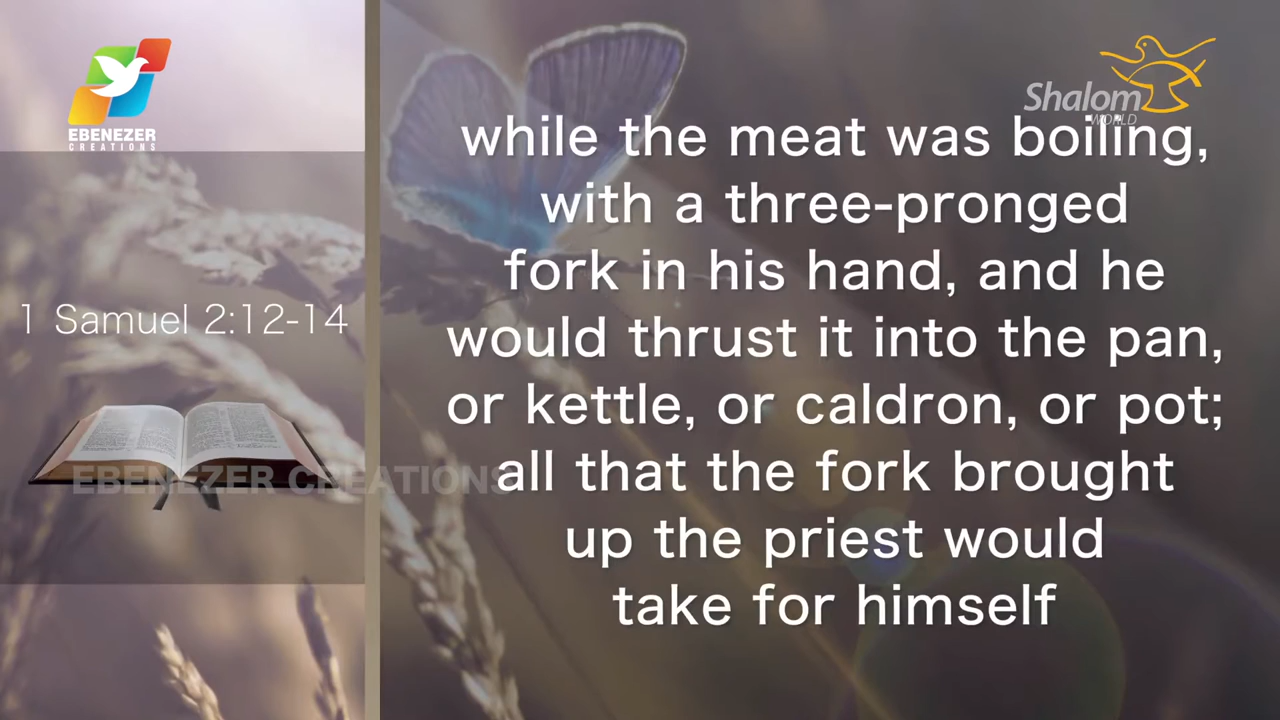 EBENEZER
CREATIONS
Shalom
WORLD
1 Samuel 2:12-14
while the meat was boiling,
with a three-pronged
fork in his hand, and he
would thrust it into the pan,
or kettle, or caldron, or pot;
all that the fork brought
up the priest would
take for himself
EBENEZER CREATIONS